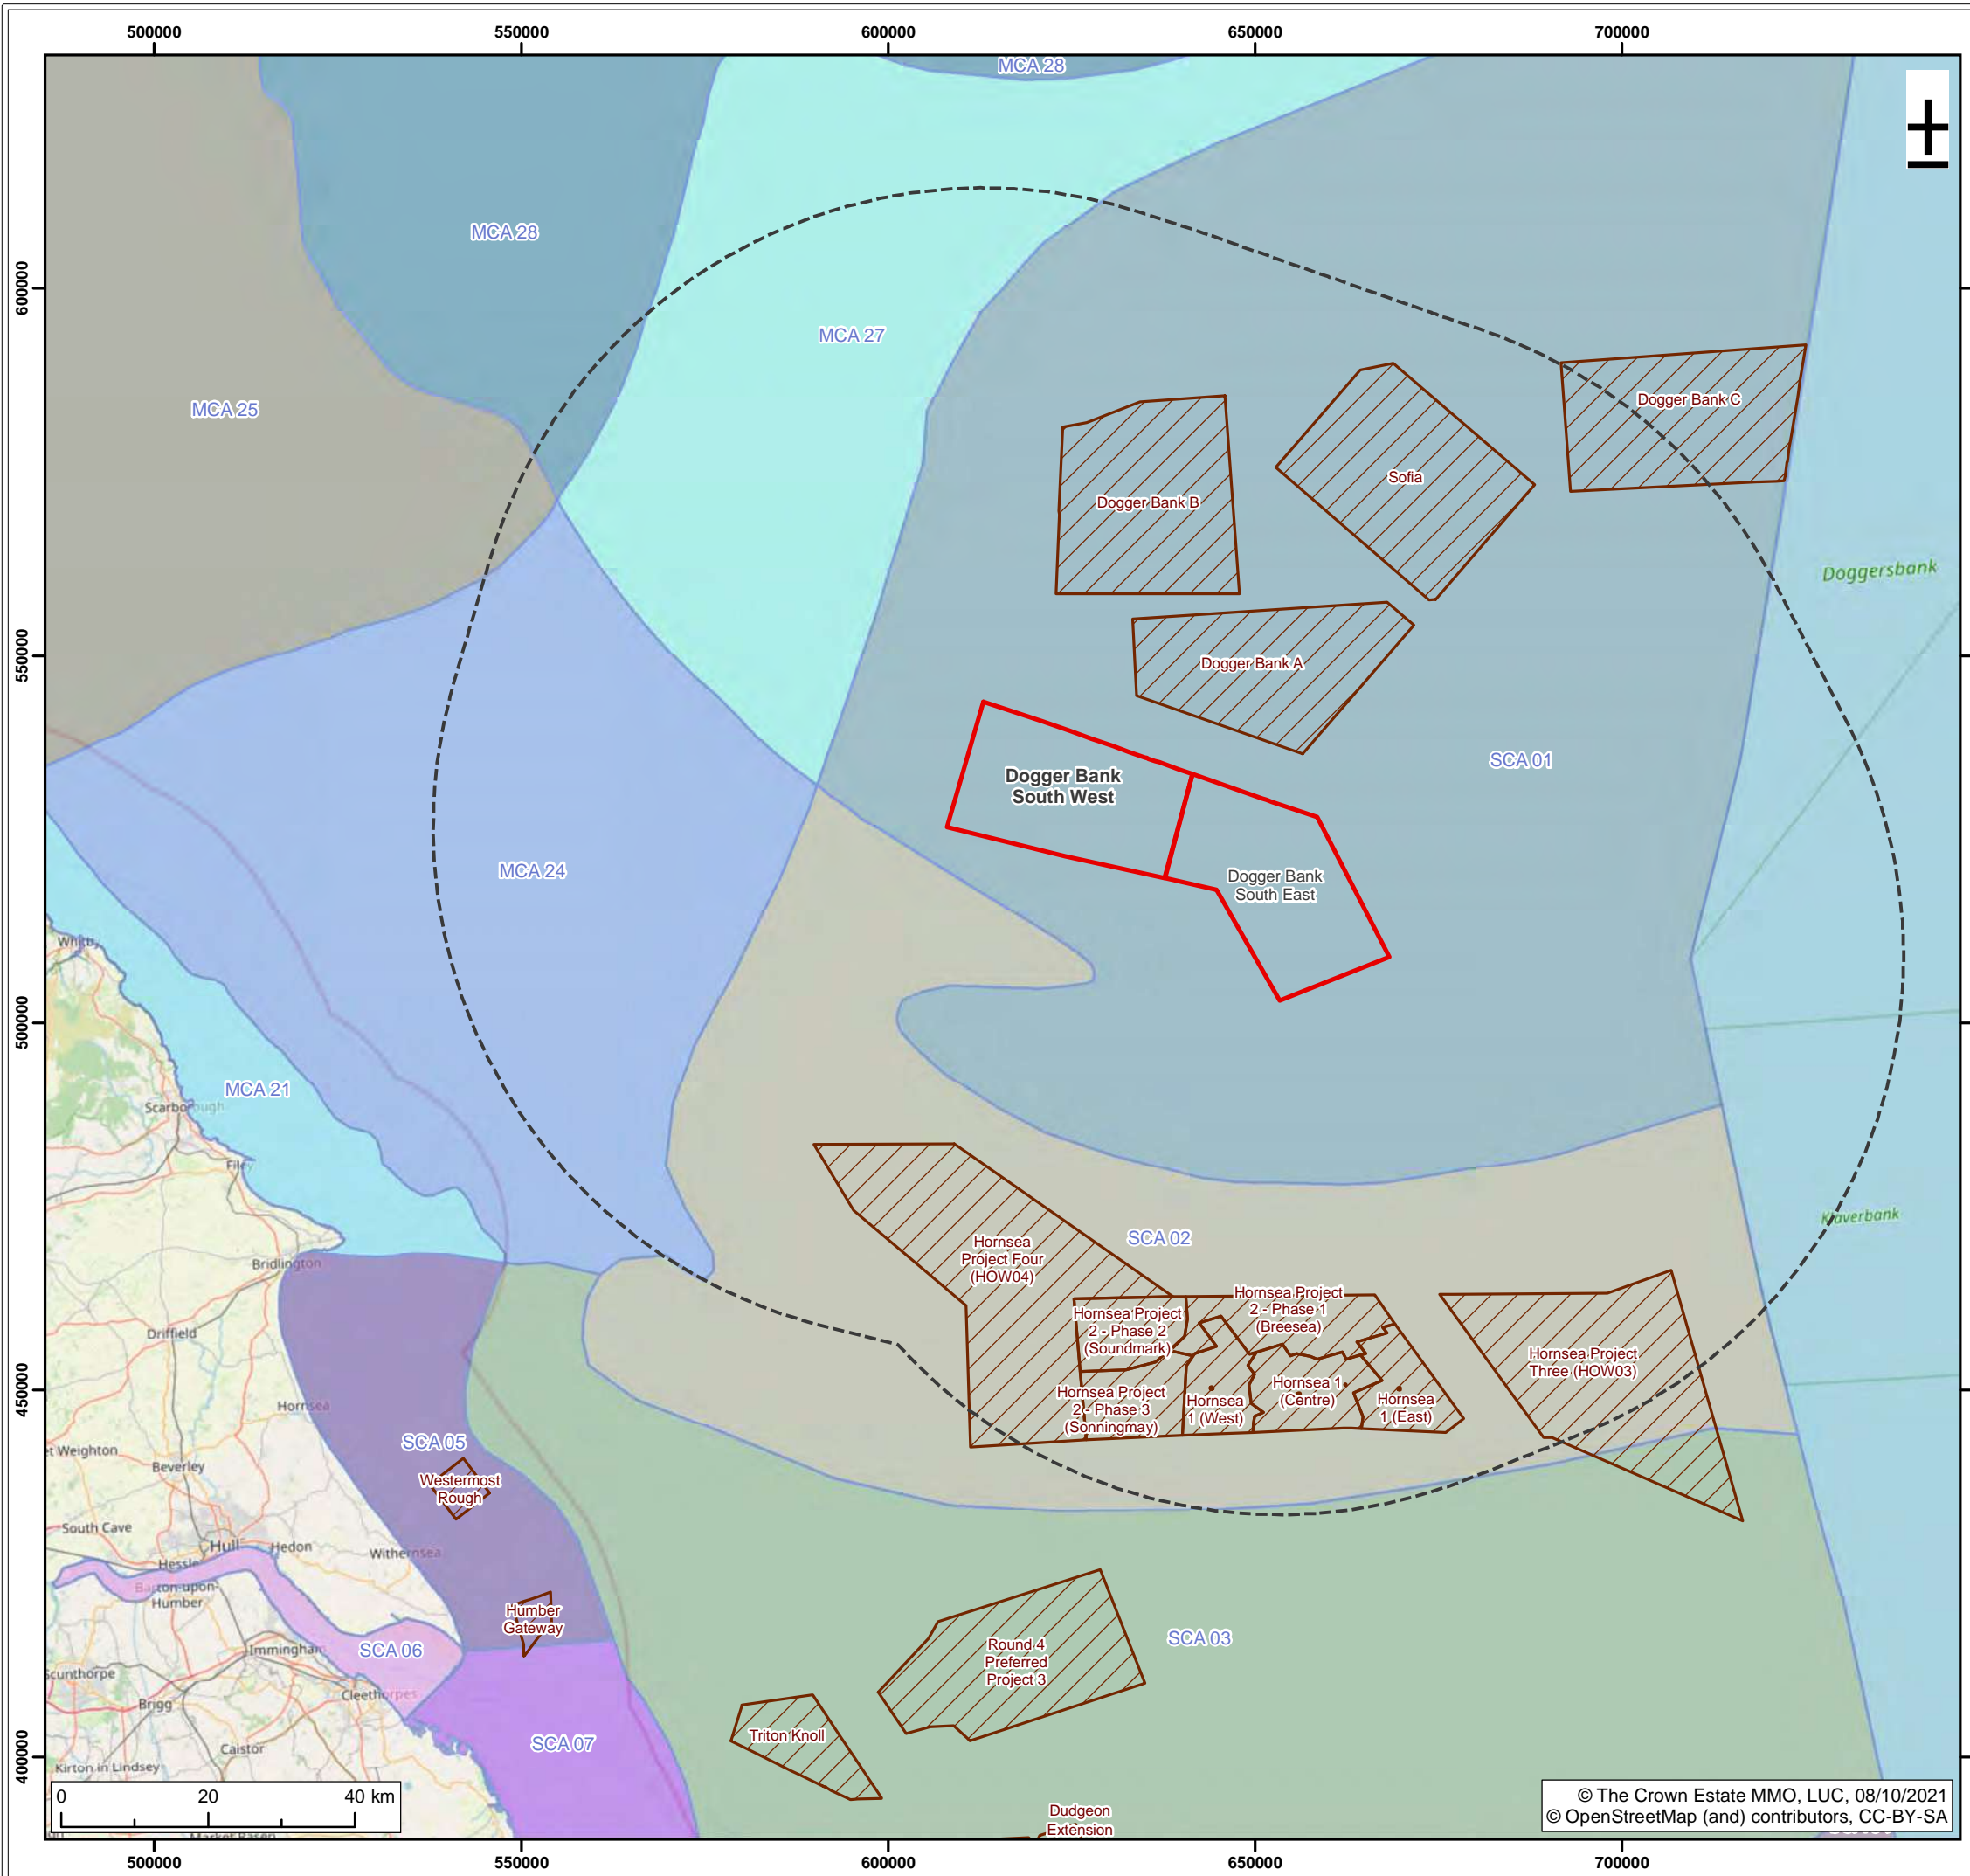 500000
550000
600000
650000
700000
MCA 28
MCA 28
600000
MCA 27
MCA 25
Dogger Bank C
Sofia
Dogger Bank B
Doggersbank
550000
Dogger Bank A
SCA 01
Dogger Bank
South West
MCA 24
Dogger Bank
South East
Whitby
500000
MCA 21
Scarborough
Filey
Klaverbank
SCA 02
Hornsea
Project Four
(HOW04)
Bridlington
Hornsea Project
2 - Phase 1
(Breesea)
Hornsea Project
2 - Phase 2
(Soundmark)
Driffield
Hornsea Project
Three (HOW03)
450000
Hornsea 1
(Centre)
Hornsea Project
2 - Phase 3
(Sonningmay)
Hornsea
1 (West)
Hornsea
1 (East)
Hornsea
SCA 05
et Weighton
Beverley
Westermost
Rough
South Cave
Hull
Hedon
Withernsea
Hessle
Barton-upon-
Humber
Humber
Gateway
SCA 06
Immingham
SCA 03
Round 4
Preferred
Project 3
Scunthorpe
Cleethorpes
Brigg
Triton Knoll
SCA 07
Caistor
400000
Kirton in Lindsey
0 20 40 km
Dudgeon
Extension
Market Rasen
© The Crown Estate MMO, LUC, 08/10/2021
© OpenStreetMap (and) contributors, CC-BY-SA
500000
550000
600000
650000
700000